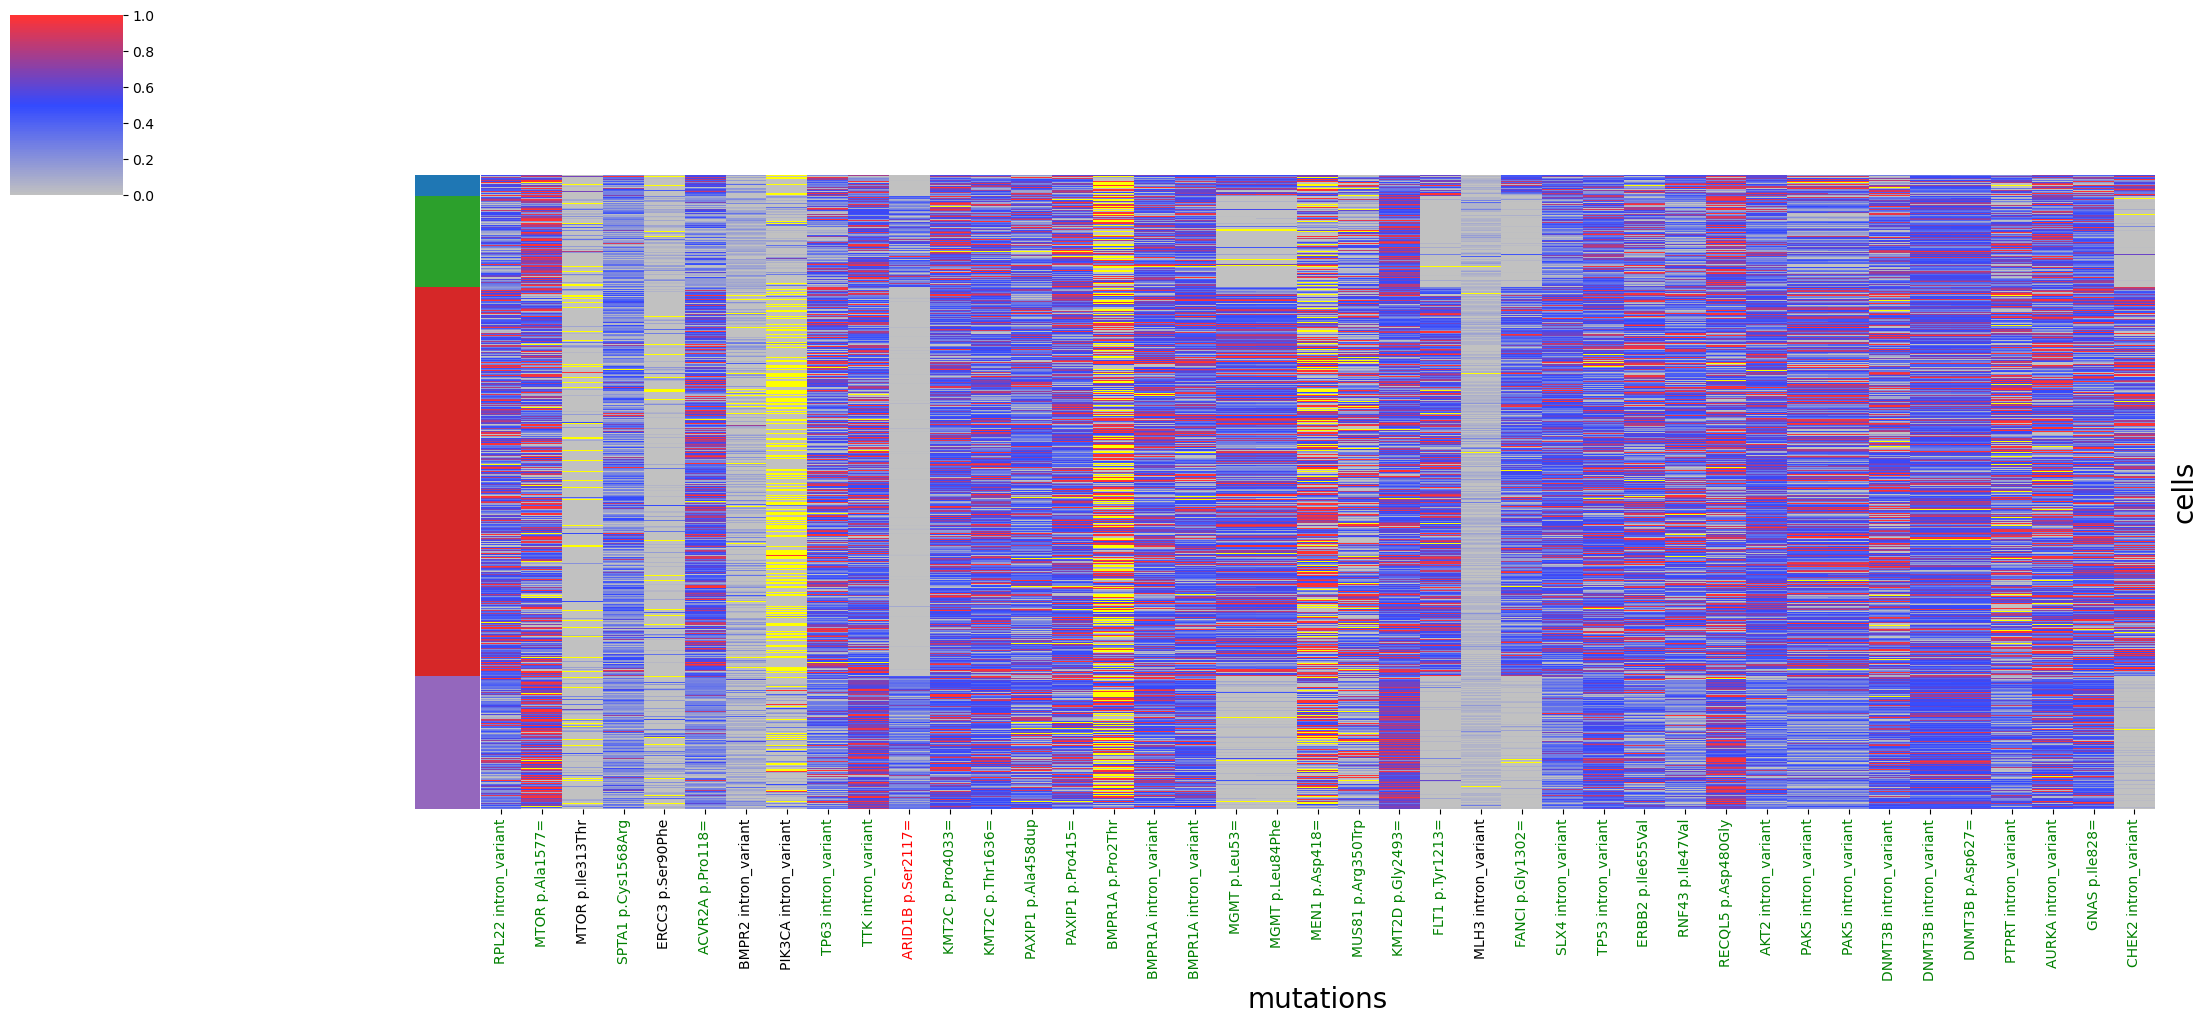 1.0
0.8
0.6
0.4
0.2
0.0
cells
RPL22 intron_variant
MTOR p.Ala1577=
MTOR p.Ile313Thr
SPTA1 p.Cys1568Arg
ERCC3 p.Ser90Phe
ACVR2A p.Pro118=
BMPR2 intron_variant
PIK3CA intron_variant
TP63 intron_variant
TTK intron_variant
ARID1B p.Ser2117=
KMT2C p.Pro4033=
KMT2C p.Thr1636=
PAXIP1 p.Ala458dup
PAXIP1 p.Pro415=
BMPR1A p.Pro2Thr
BMPR1A intron_variant
BMPR1A intron_variant
MGMT p.Leu53=
MGMT p.Leu84Phe
MEN1 p.Asp418=
MUS81 p.Arg350Trp
KMT2D p.Gly2493=
FLT1 p.Tyr1213=
MLH3 intron_variant
FANCI p.Gly1302=
SLX4 intron_variant
TP53 intron_variant
ERBB2 p.Ile655Val
RNF43 p.Ile47Val
RECQL5 p.Asp480Gly
AKT2 intron_variant
PAK5 intron_variant
PAK5 intron_variant
DNMT3B intron_variant
DNMT3B intron_variant
DNMT3B p.Asp627=
PTPRT intron_variant
AURKA intron_variant
GNAS p.Ile828=
CHEK2 intron_variant
mutations